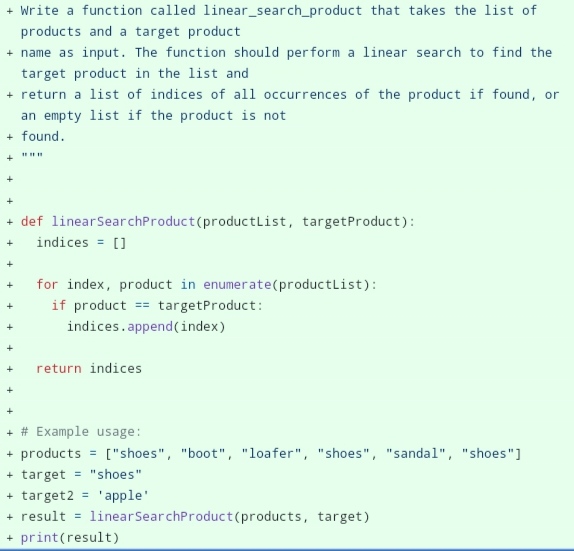 + Write a function called linear_search_product that takes the list of
products and a target product
+ name as input. The function should perform a linear search to find the
target product in the list and
+ return a list of indices of all occurrences of the product if found, or
an empty list if the product is not
+ found.
+ """
+
+
+ def linearSearchProduct(productList, targetProduct):
+   indices = []
+
+   for index, product in enumerate(productList):
+     if product == targetProduct:
+       indices.append(index)
+
+   return indices
+
+
+ # Example usage:
+ products = ["shoes", "boot", "loafer", "shoes", "sandal", "shoes"]
+ target = "shoes"
+ target2 = 'apple'
+ result = linearSearchProduct(products, target)
+ print(result)